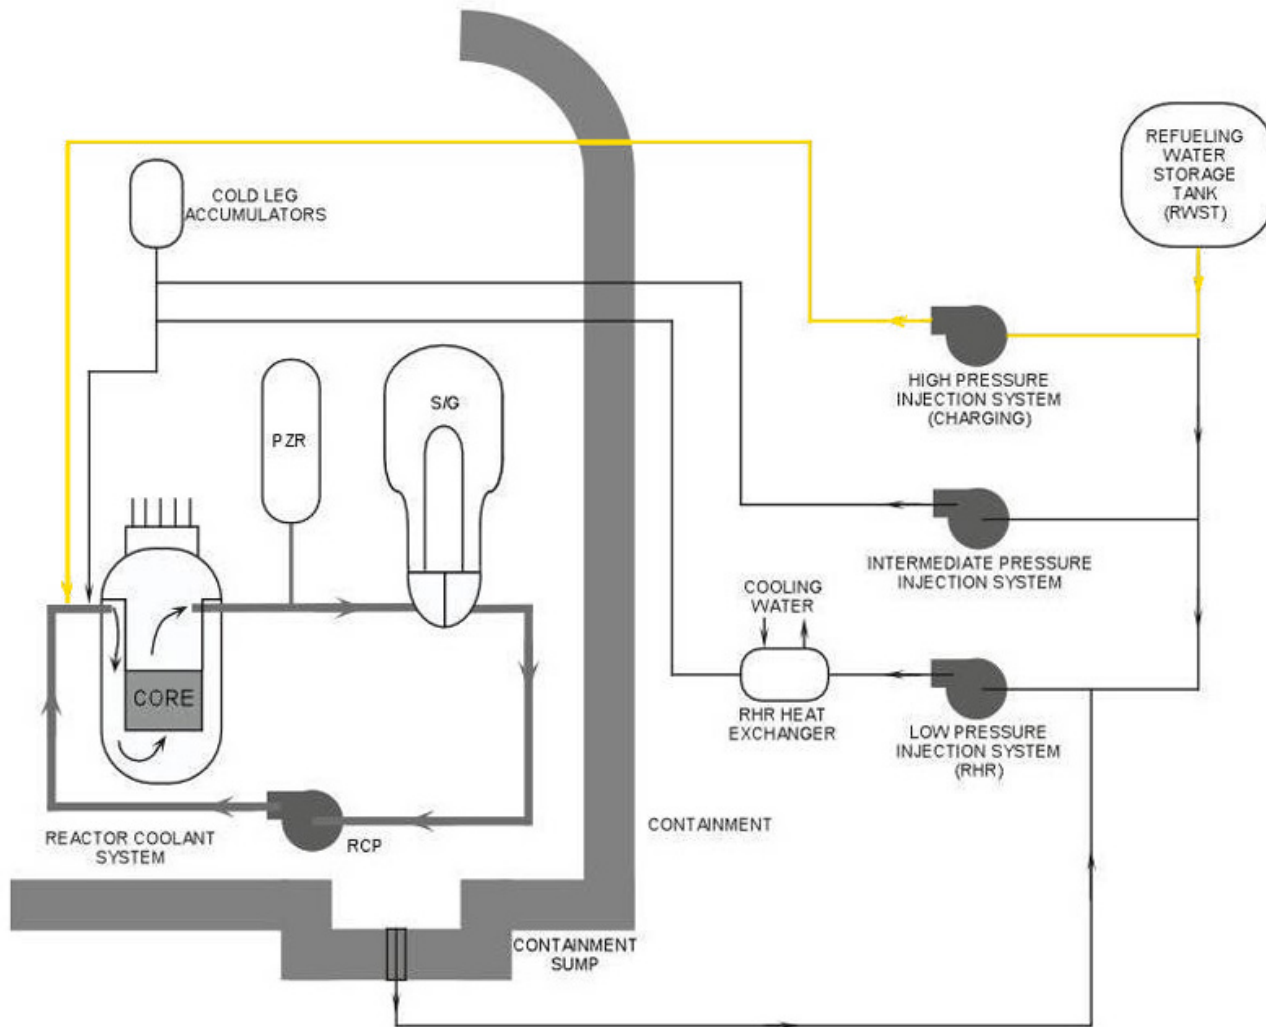 REFUELING
WATER
STORAGE
TANK
(RWST)
COLD LEG
ACCUMULATORS
HIGH PRESSURE
INJECTION SYSTEM
(CHARGING)
S/G
PZR
INTERMEDIATE PRESSURE
INJECTION SYSTEM
COOLING
WATER
CORE
RHR HEAT
EXCHANGER
LOW PRESSURE
INJECTION SYSTEM
(RHR)
REACTOR COOLANT
SYSTEM
RCP
CONTAINMENT
CONTAINMENT
SUMP